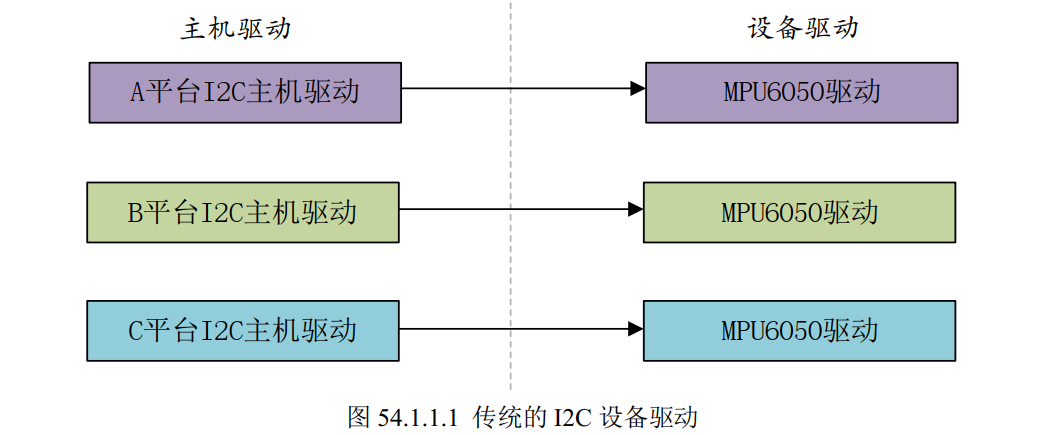 主机驱动 设备驱动
A平台I2C主机驱动 MPU6050驱动
B平台I2C主机驱动 MPU6050驱动
C平台I2C主机驱动 MPU6050驱动
图 54.1.1.1 传统的 I2C 设备驱动